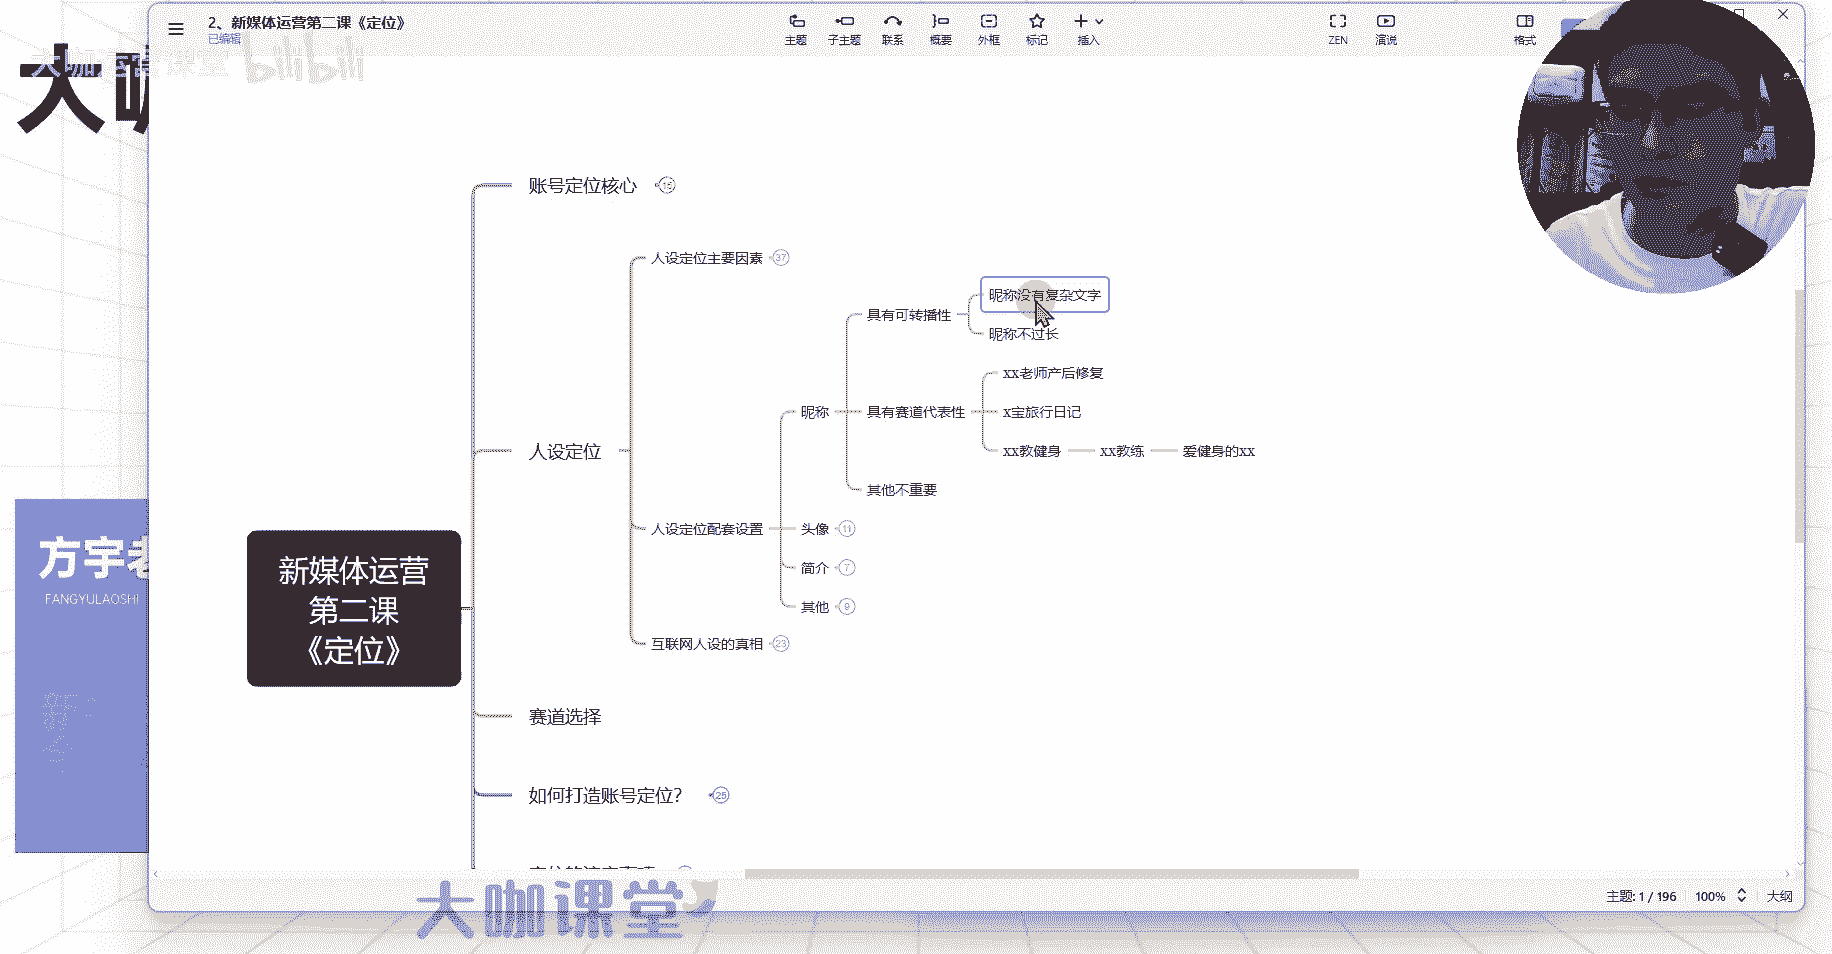 2、新媒体运营第二课《定位》
已编辑
主题
子主题
联系
概要
外框
标记
插入
ZEN
演说
格式
大咖运营课堂
bilibili
大咖
账号定位核心 15
人设定位主要因素 37
昵称没有复杂文字
具有可转播性
昵称不过长
xx老师产后修复
昵称
具有赛道代表性
x宝旅行日记
人设定位
xx教健身
xx教练
爱健身的xx
其他不重要
人设定位配套设置
头像 11
简介 7
其他 9
互联网人设的真相 23
新媒体运营
第二课
《定位》
方宇老
FANGYULAOSHI
赛道选择
如何打造账号定位? 25
大咖课堂
主题: 1 / 196
100%
大纲